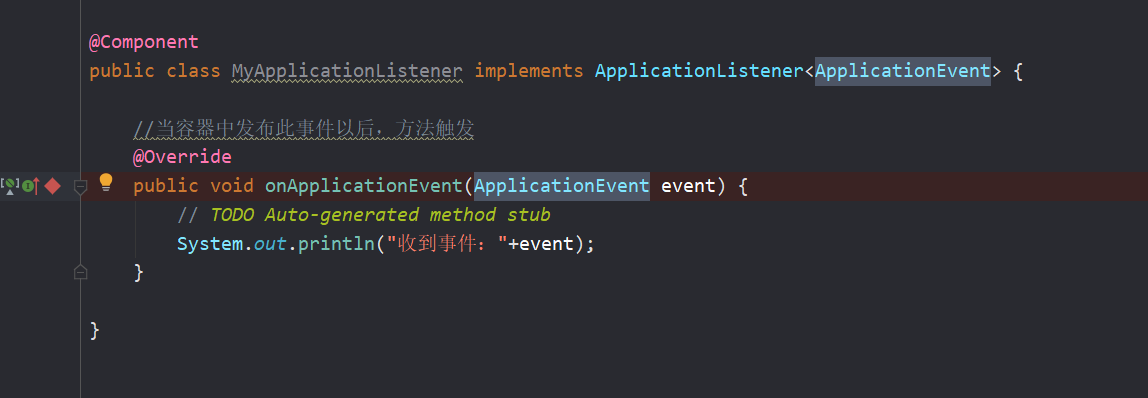 @Component
public class MyApplicationListener implements ApplicationListener<ApplicationEvent> {
//当容器中发布此事件以后，方法触发
@Override
public void onApplicationEvent(ApplicationEvent event) {
// TODO Auto-generated method stub
System.out.println("收到事件："+event);
}
}